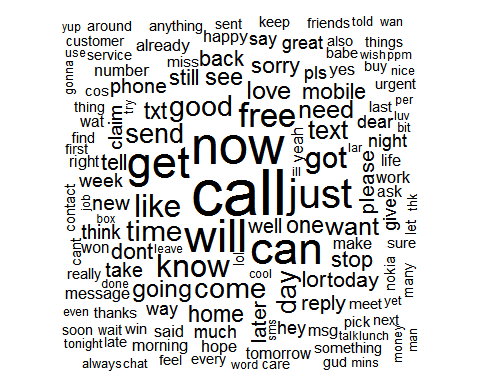 yup around anything sent keep friends told wan
customer already happy say great also things
use service miss back babe wish ppm
gonna number still see sorry pls yes buy nice
cos phone love mobile urgent
thing try txt good free need last per
wat claim send text dear luv
find bit
first yeah night
right tell get now got lar life
week ill please work
contact job new like call just ask
box give thk
think time will well one want let
cant won dont leave can make sure
really take know lol cool stop nokia many
message done going come day lor today
even thanks way home later reply meet yet
soon wait win said much sms hey msg pick next
tonight late morning hope talk lunch money man
always chat feel every tomorrow something
word care gud mins